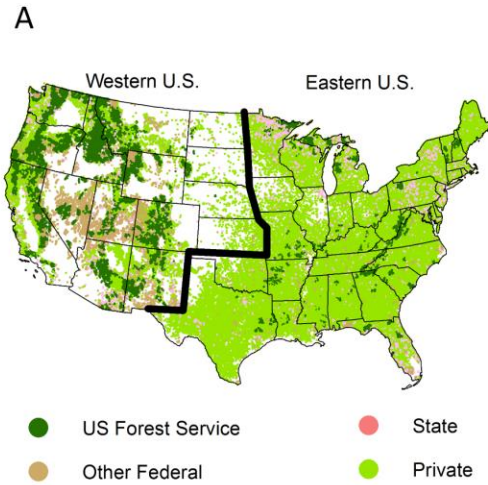 A
Western U.S. Eastern U.S.
US Forest Service State
Other Federal Private